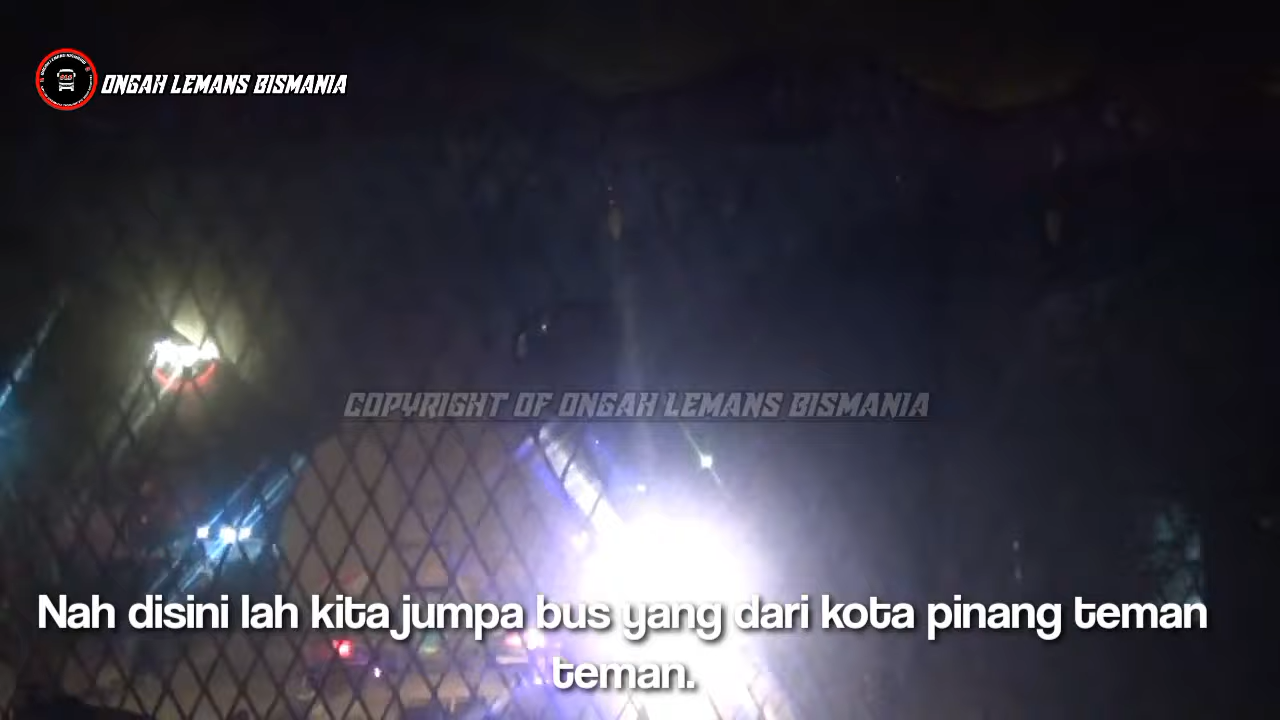 ONGAH LEMANS BISMANIA
COPYRIGHT OF ONGAH LEMANS BISMANIA
Nah disini lah kita jumpa bus yang dari kota pinang teman
teman.